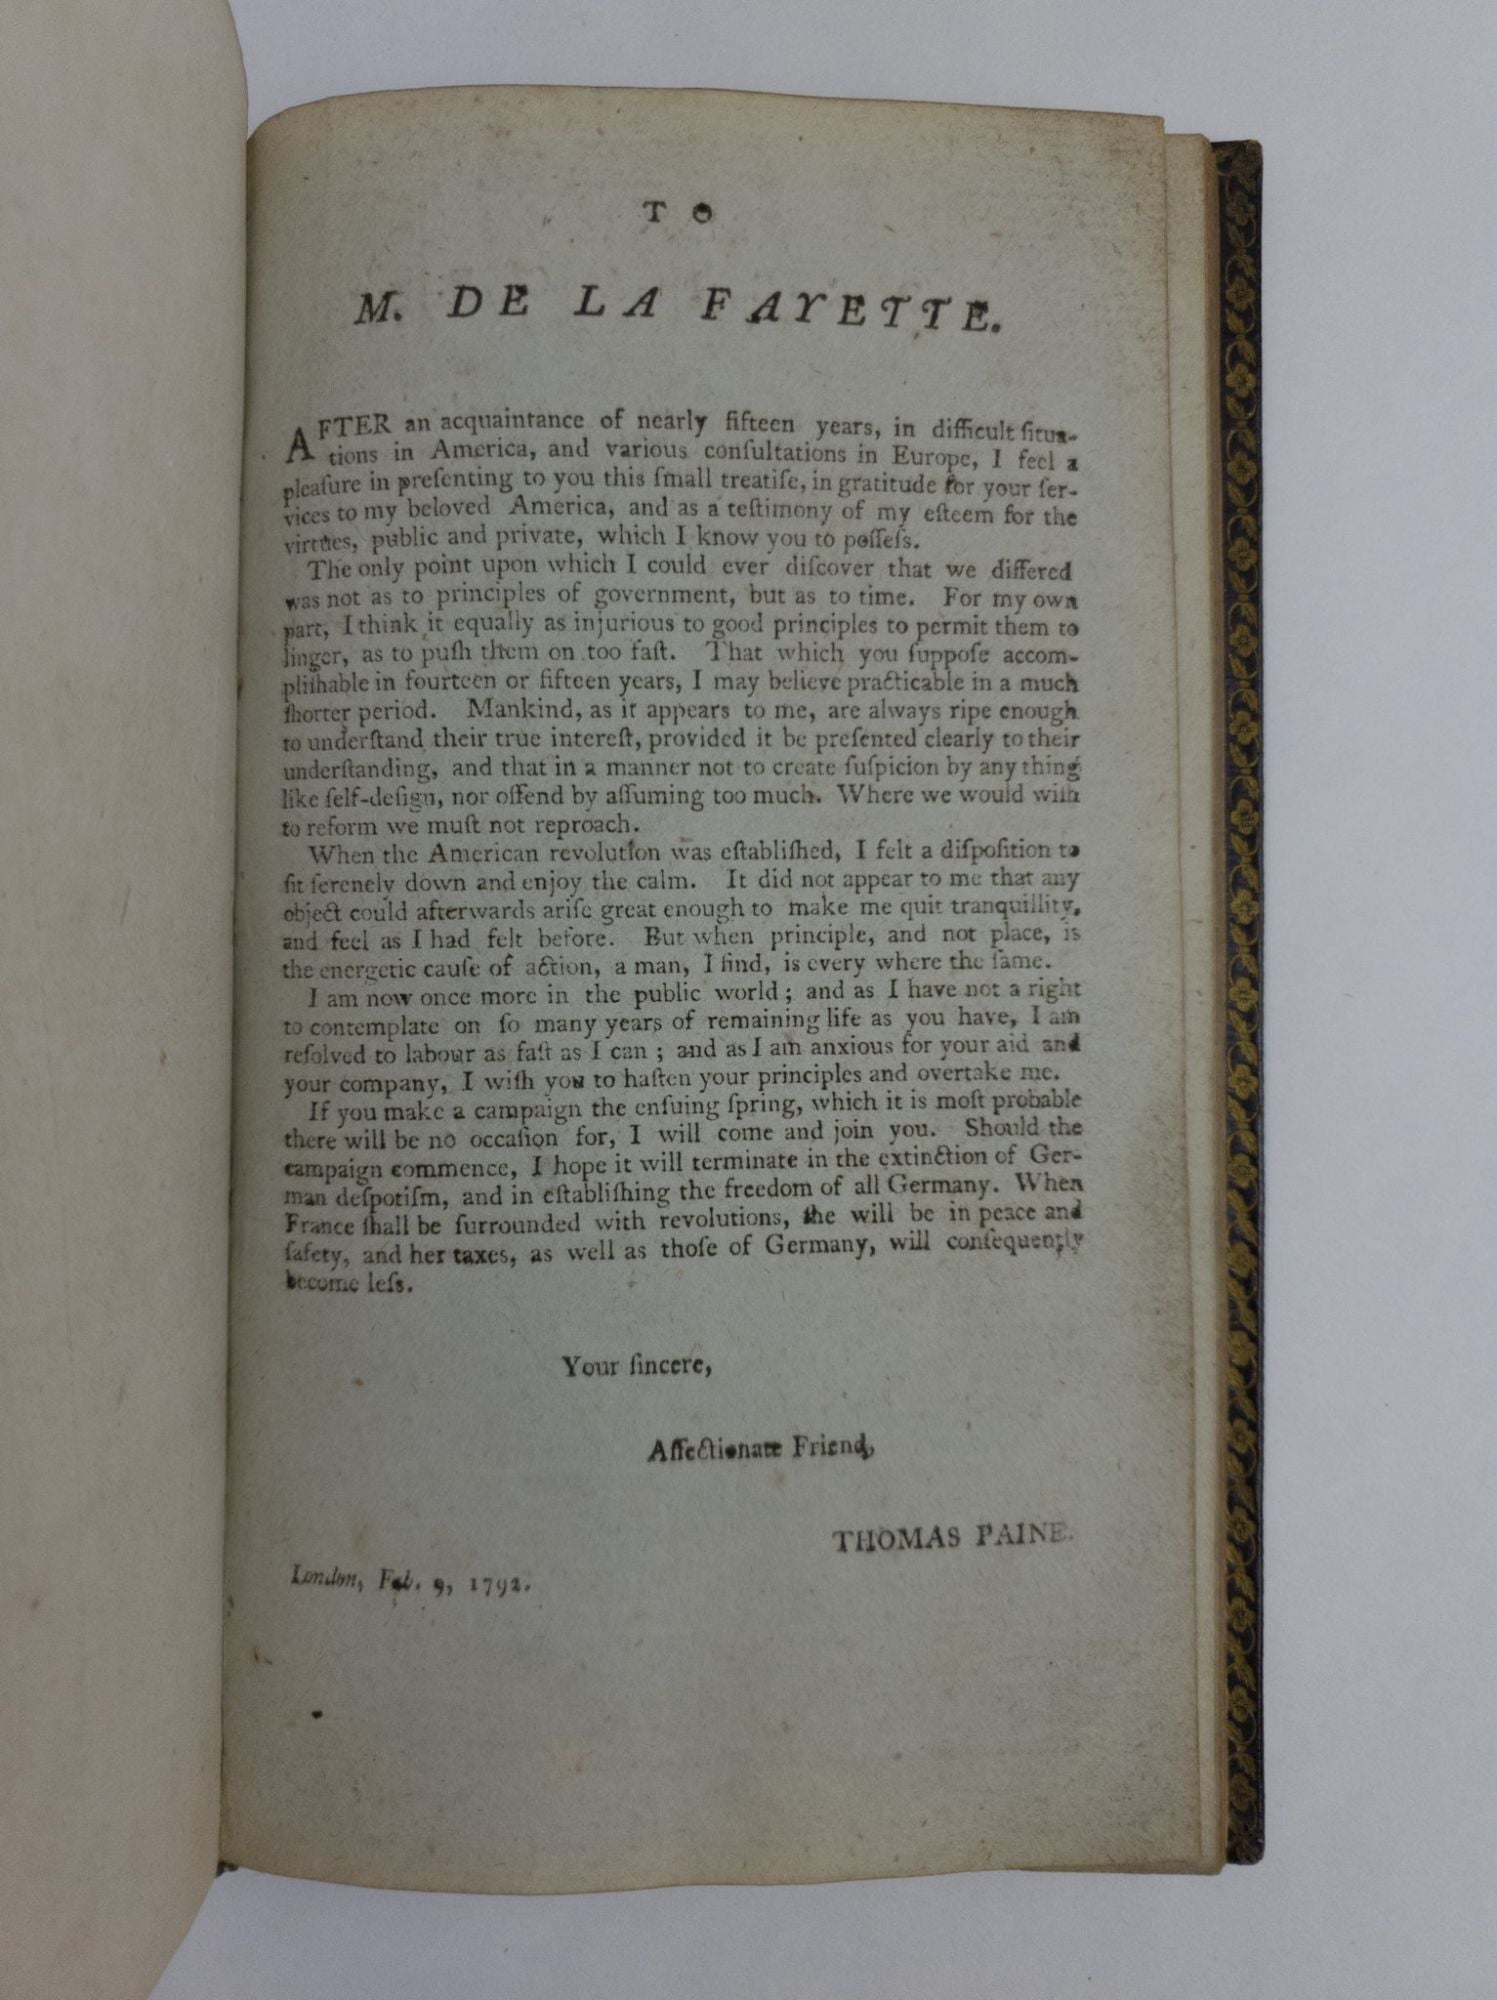 TO
M. DE LA FAYETTE.
AFTER an acquaintance of nearly fifteen years, in difficult ſitua-
tions in America, and various conſultations in Europe, I feel a
pleaſure in preſenting to you this ſmall treatiſe, in gratitude for your ſer-
vices to my beloved America, and as a teſtimony of my eſteem for the
virtues, public and private, which I know you to poſſeſs.
The only point upon which I could ever diſcover that we differed
was not as to principles of government, but as to time. For my own
part, I think it equally as injurious to good principles to permit them to
linger, as to puſh them on too faſt. That which you ſuppoſe accom-
pliſhable in fourteen or fifteen years, I may believe practicable in a much
ſhorter period. Mankind, as it appears to me, are always ripe enough
to underſtand their true intereſt, provided it be preſented clearly to their
underſtanding, and that in a manner not to create ſuſpicion by any thing
like ſelf-deſign, nor offend by aſſuming too much. Where we would wiſh
to reform we muſt not reproach.
When the American revolution was eſtabliſhed, I felt a diſpoſition to
ſit ſerenely down and enjoy the calm. It did not appear to me that any
object could afterwards ariſe great enough to make me quit tranquillity,
and feel as I had felt before. But when principle, and not place, is
the energetic cauſe of action, a man, I find, is every where the ſame.
I am now once more in the public world; and as I have not a right
to contemplate on ſo many years of remaining life as you have, I am
reſolved to labour as faſt as I can; and as I am anxious for your aid and
your company, I wiſh you to haſten your principles and overtake me.
If you make a campaign the enſuing ſpring, which it is moſt probable
there will be no occaſion for, I will come and join you. Should the
campaign commence, I hope it will terminate in the extinction of Ger-
man deſpotiſm, and in eſtabliſhing the freedom of all Germany. When
France ſhall be ſurrounded with revolutions, ſhe will be in peace and
ſafety, and her taxes, as well as thoſe of Germany, will conſequently
become leſs.
Your ſincere,
Affectionate Friend,
THOMAS PAINE.
London, Feb. 9, 1792.